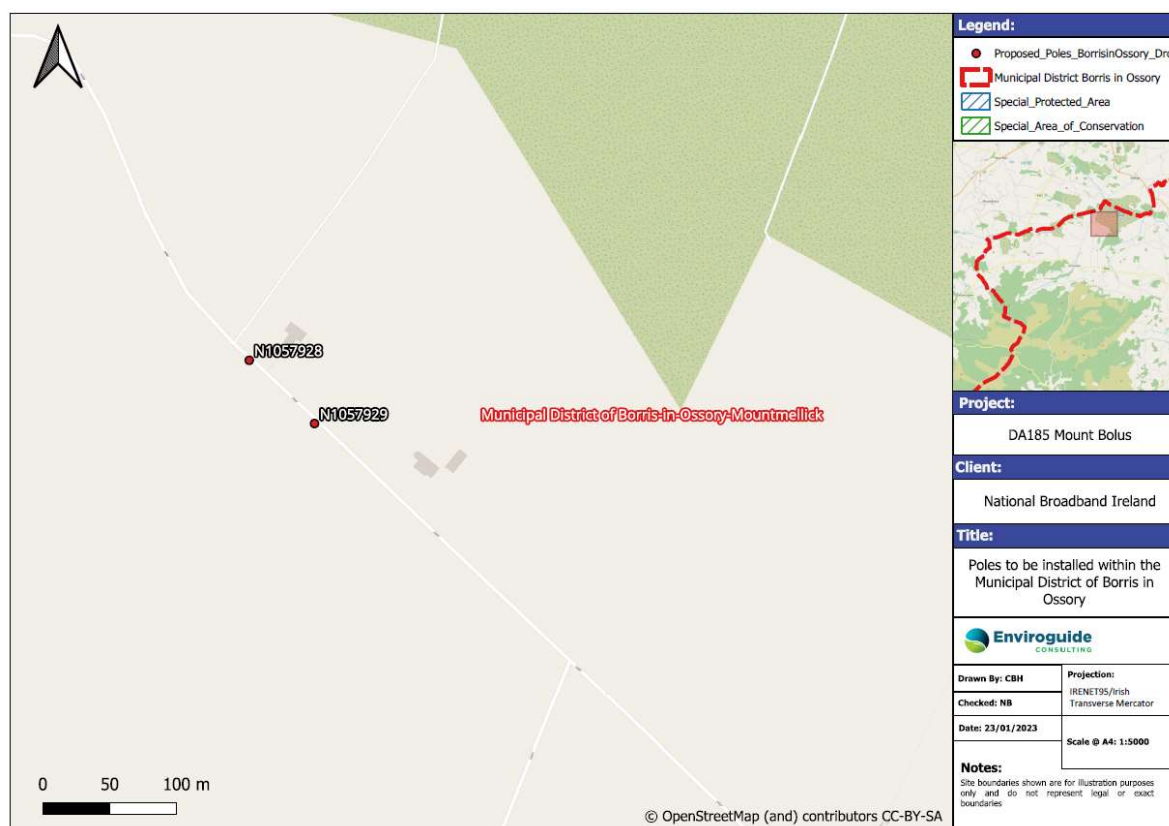 N1057928
N1057929
Municipal District of Borris-in-Ossory-Mountmellick
0 50 100 m
© OpenStreetMap (and) contributors CC-BY-SA
Legend:
Proposed_Poles_BorrisinOssory_Dro
Municipal District Borris in Ossory
Special_Protected_Area
Special_Area_of_Conservation
Project:
DA185 Mount Bolus
Client:
National Broadband Ireland
Title:
Poles to be installed within the
Municipal District of Borris in
Ossory
Enviroguide
CONSULTING
Drawn By: CBH
Checked: NB
Date: 23/01/2023
Projection:
IRENET95/Irish
Transverse Mercator
Scale @ A4: 1:5000
Notes:
Site boundaries shown are for illustration purposes
only and do not represent legal or exact
boundaries